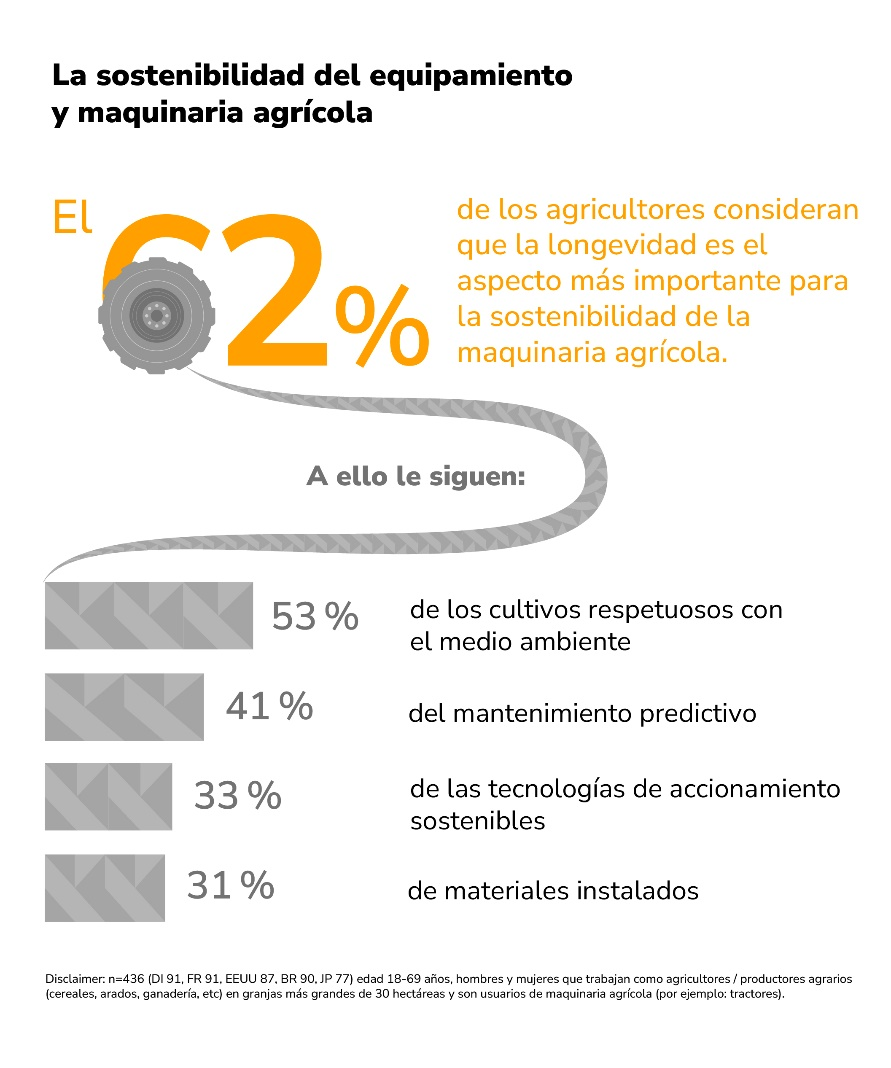 La sostenibilidad del equipamiento
y maquinaria agrícola
El 62%
de los agricultores consideran
que la longevidad es el
aspecto más importante para
la sostenibilidad de la
maquinaria agrícola.
A ello le siguen:
53 %
de los cultivos respetuosos con
el medio ambiente
41 %
del mantenimiento predictivo
33 %
de las tecnologías de accionamiento
sostenibles
31 %
de materiales instalados
Disclaimer: n=436 (DI 91, FR 91, EEUU 87, BR 90, JP 77) edad 18-69 años, hombres y mujeres que trabajan como agricultores / productores agrarios
(cereales, arados, ganadería, etc) en granjas más grandes de 30 hectáreas y son usuarios de maquinaria agrícola (por ejemplo: tractores).